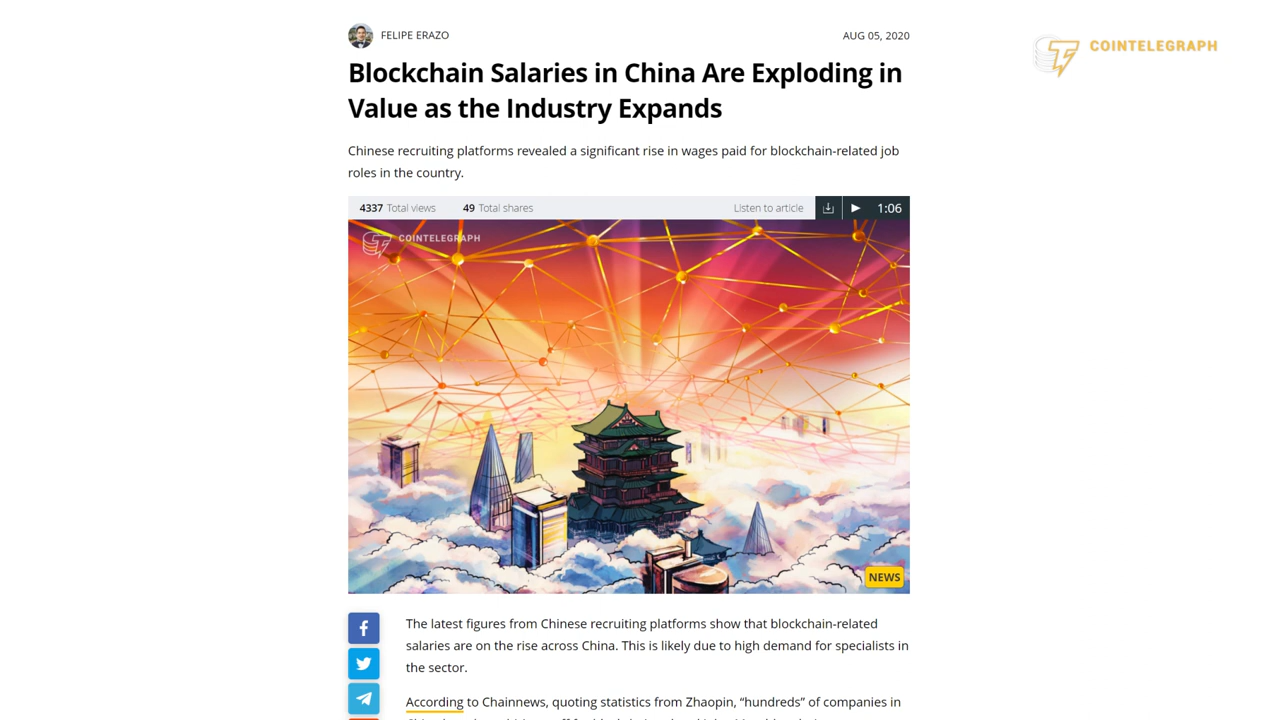 FELIPE ERAZO
AUG 05, 2020
COINTELEGRAPH
Blockchain Salaries in China Are Exploding in
Value as the Industry Expands
Chinese recruiting platforms revealed a significant rise in wages paid for blockchain-related job
roles in the country.
4337 Total views 49 Total shares Listen to article 1:06
COINTELEGRAPH
NEWS
The latest figures from Chinese recruiting platforms show that blockchain-related
salaries are on the rise across China. This is likely due to high demand for specialists in
the sector.
According to Chainnews, quoting statistics from Zhaopin, “hundreds” of companies in